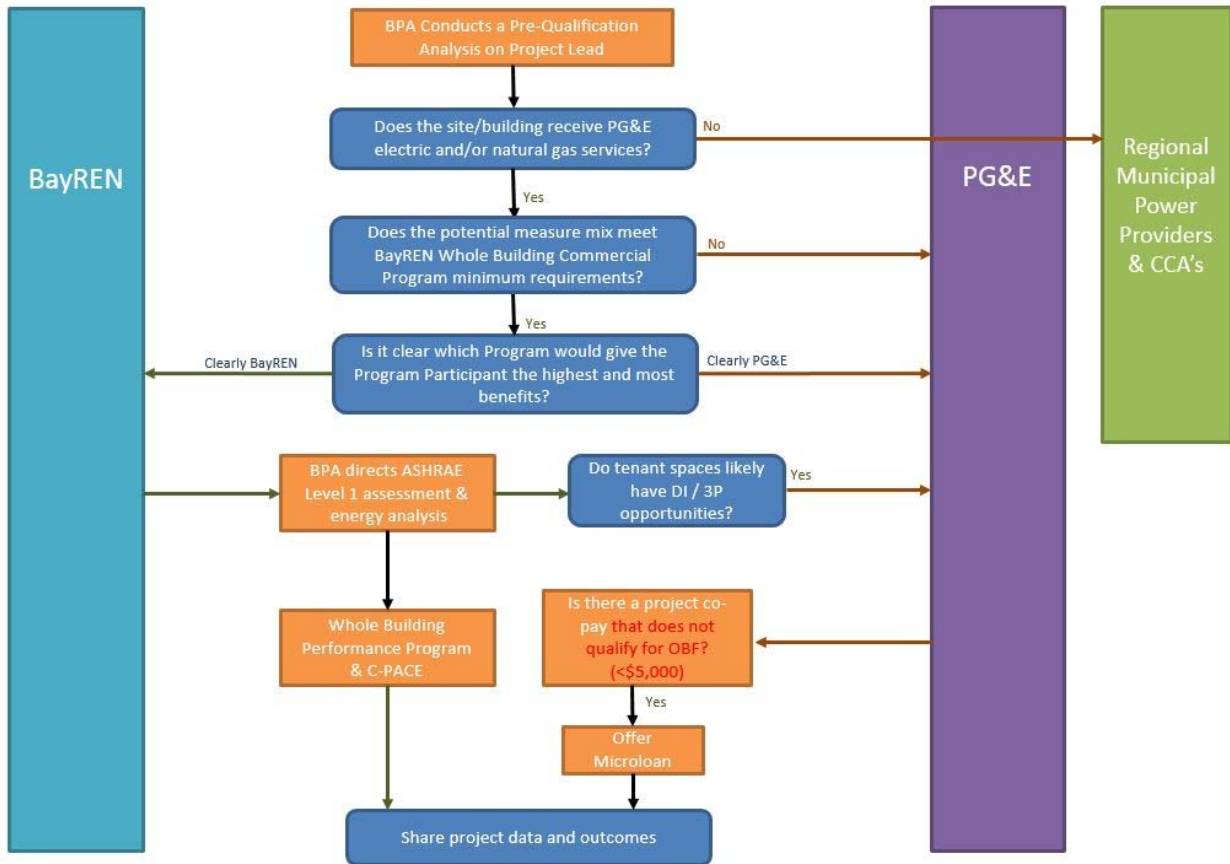 BPA Conducts a Pre-Qualification
Analysis on Project Lead
Does the site/building receive PG&E
electric and/or natural gas services?
No
Yes
BayREN
PG&E
Regional
Municipal
Power
Providers
& CCA's
Does the potential measure mix meet
BayREN Whole Building Commercial
Program minimum requirements?
No
Yes
Clearly BayREN
Is it clear which Program would give the
Program Participant the highest and most
benefits?
Clearly PG&E
BPA directs ASHRAE
Level 1 assessment &
energy analysis
Do tenant spaces likely
have DI / 3P
opportunities?
Yes
Whole Building
Performance Program
& C-PACE
Is there a project co-
pay that does not
qualify for OBF?
(<$5,000)
Yes
Offer
Microloan
Share project data and outcomes